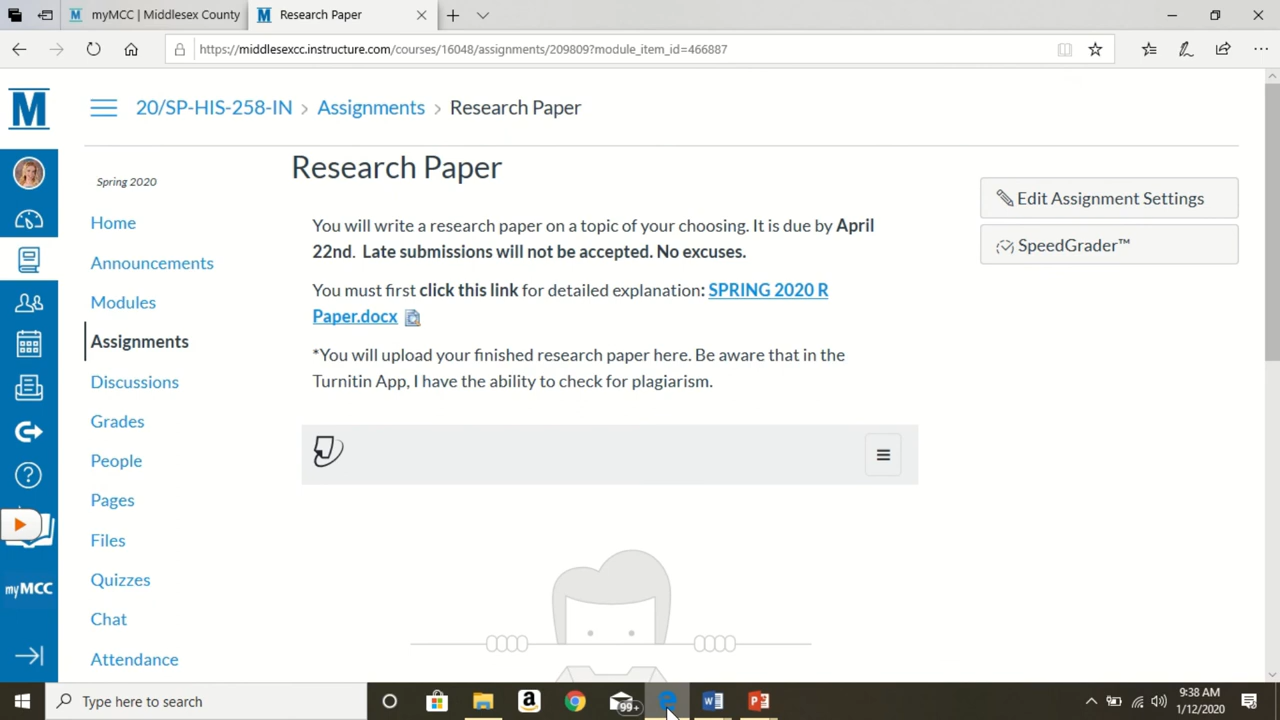 myMCC | Middlesex County
Research Paper
https://middlesexcc.instructure.com/courses/16048/assignments/209809?module_item_id=466887
M
20/SP-HIS-258-IN > Assignments > Research Paper
Spring 2020
Home
Announcements
Modules
Assignments
Discussions
Grades
People
Pages
Files
Quizzes
Chat
Attendance
myMCC
Research Paper
You will write a research paper on a topic of your choosing. It is due by April
22nd. Late submissions will not be accepted. No excuses.
You must first click this link for detailed explanation: SPRING 2020 R
Paper.docx
*You will upload your finished research paper here. Be aware that in the
Turnitin App, I have the ability to check for plagiarism.
Edit Assignment Settings
SpeedGrader™
Type here to search
99+
9:38 AM
1/12/2020